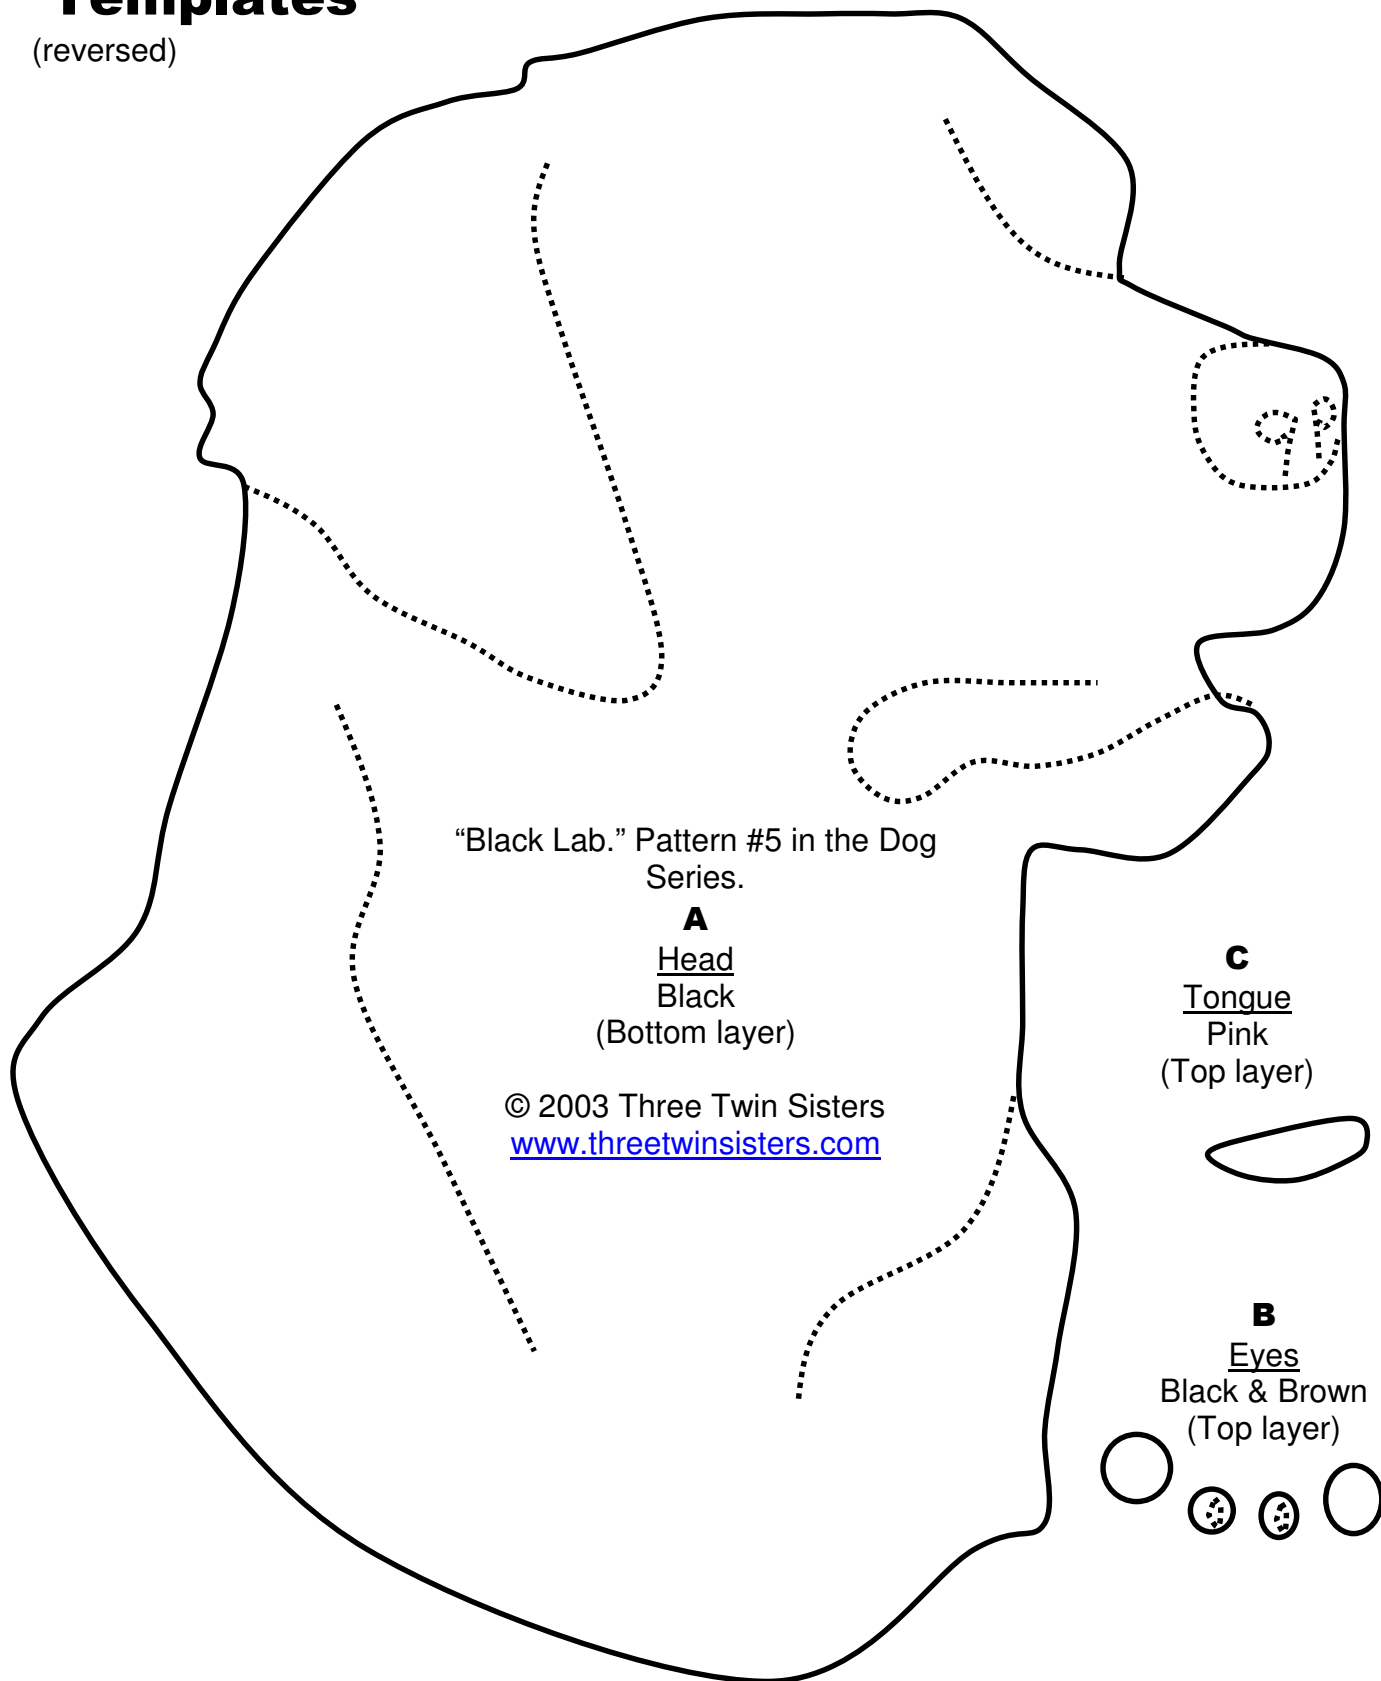 Templates
(reversed)
“Black Lab.” Pattern #5 in the Dog
Series.
A
Head
Black
(Bottom layer)
© 2003 Three Twin Sisters
www.threetwinsisters.com
C
Tongue
Pink
(Top layer)
B
Eyes
Black & Brown
(Top layer)